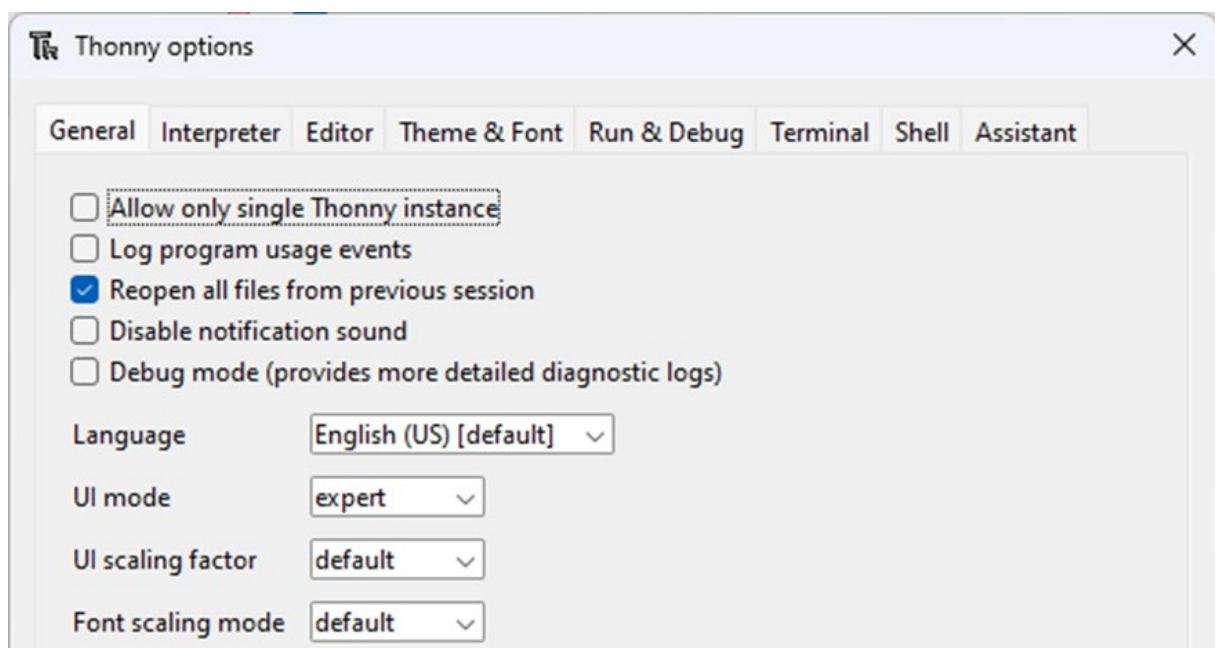 Thonny options
General Interpreter Editor Theme & Font Run & Debug Terminal Shell Assistant
Allow only single Thonny instance
Log program usage events
Reopen all files from previous session
Disable notification sound
Debug mode (provides more detailed diagnostic logs)
Language English (US) [default]
UI mode expert
UI scaling factor default
Font scaling mode default